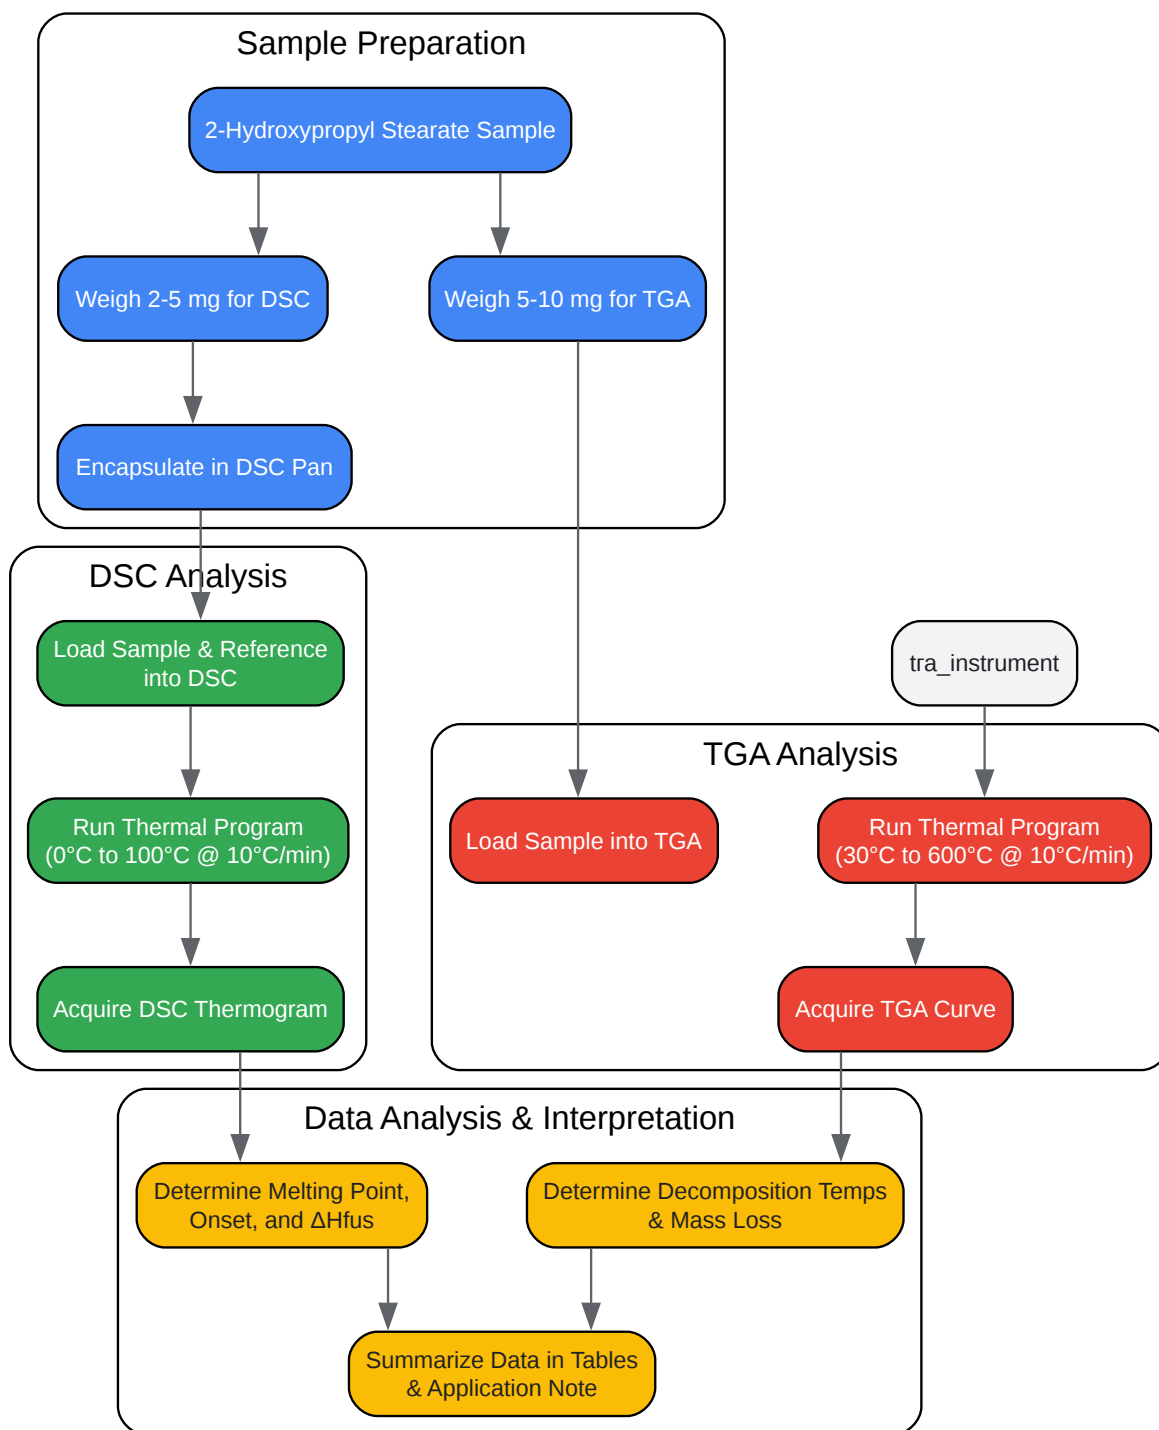 Sample Preparation
2-Hydroxypropyl Stearate Sample
Weigh 2-5 mg for DSC
Weigh 5-10 mg for TGA
Encapsulate in DSC Pan
DSC Analysis
Load Sample & Reference
into DSC
tra_instrument
TGA Analysis
Run Thermal Program
(0°C to 100°C @ 10°C/min)
Load Sample into TGA
Run Thermal Program
(30°C to 600°C @ 10°C/min)
Acquire DSC Thermogram
Acquire TGA Curve
Data Analysis & Interpretation
Determine Melting Point,
Onset, and ΔHfus
Determine Decomposition Temps
& Mass Loss
Summarize Data in Tables
& Application Note